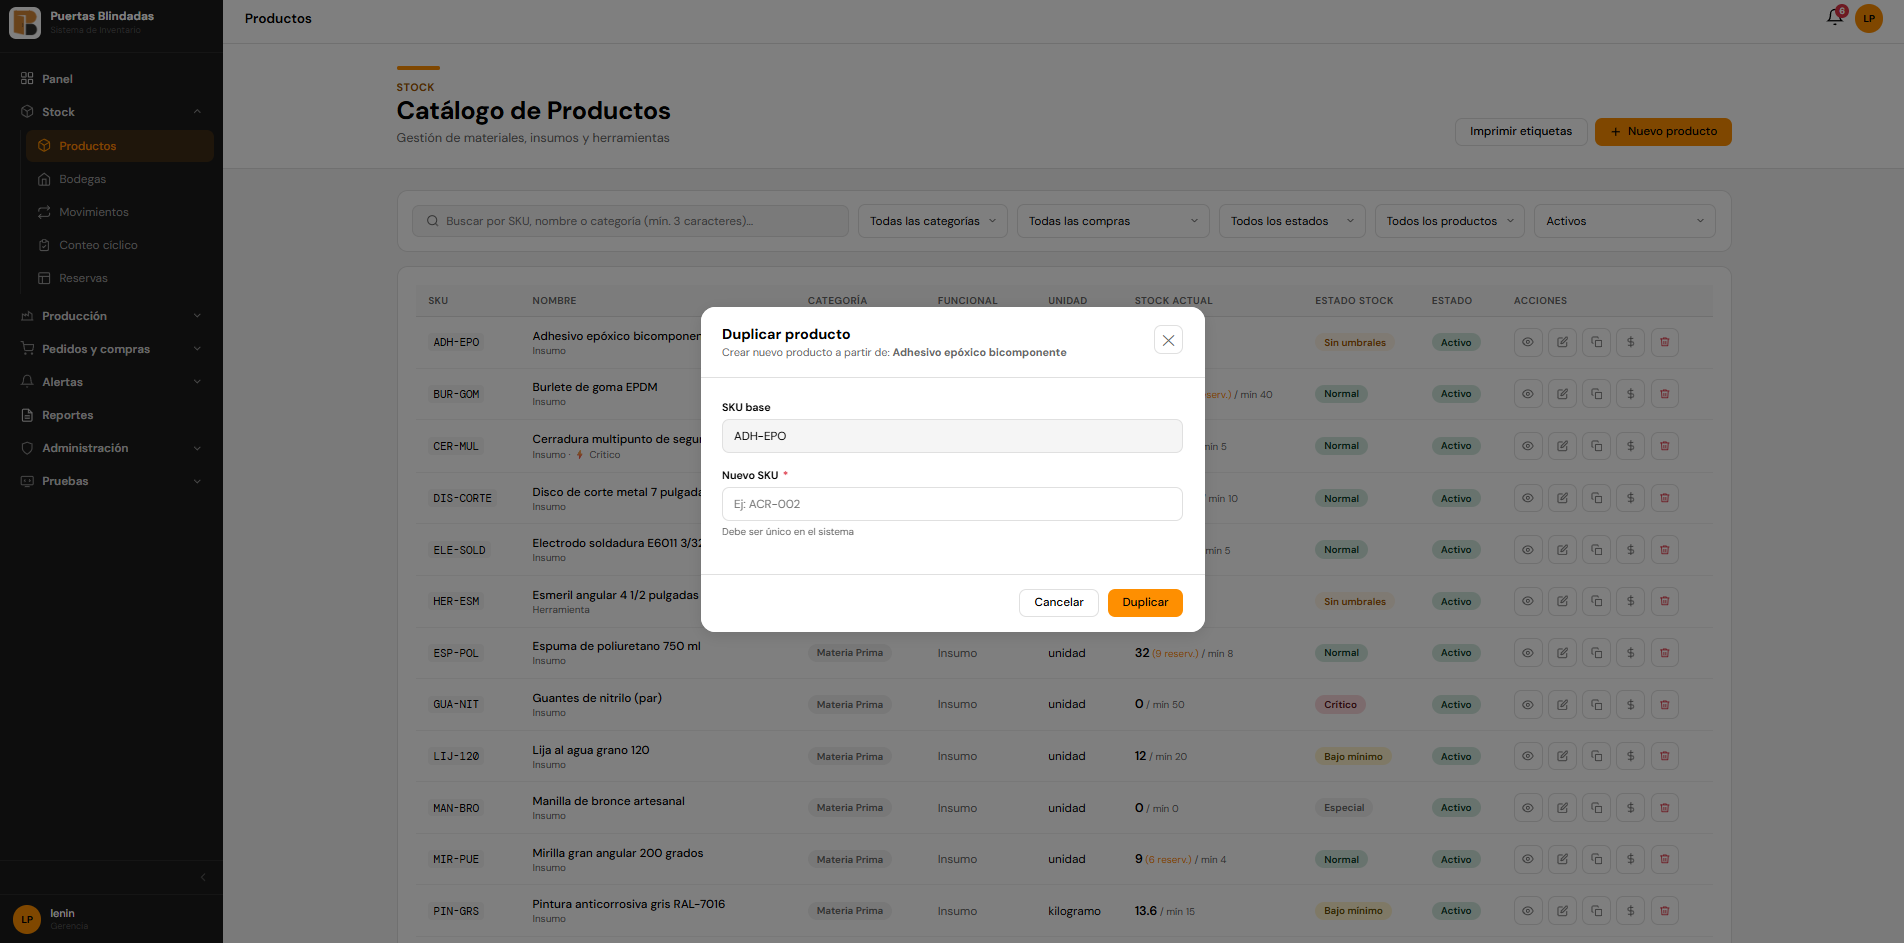 Puertas Blindadas
Sistema de Inventario
Productos
6
LP
Panel
Stock
Productos
Bodegas
Movimientos
Conteo cíclico
Reservas
Producción
Pedidos y compras
Alertas
Reportes
Administración
Pruebas
LP
lenin
Gerencia
STOCK
Catálogo de Productos
Gestión de materiales, insumos y herramientas
Imprimir etiquetas
+ Nuevo producto
Buscar por SKU, nombre o categoría (mín. 3 caracteres)...
Todas las categorías
Todas las compras
Todos los estados
Todos los productos
Activos
SKU NOMBRE CATEGORÍA FUNCIONAL UNIDAD STOCK ACTUAL ESTADO STOCK ESTADO ACCIONES
ADH-EPO Adhesivo epóxico bicomponen Sin umbrales Activo
Insumo
BUR-GOM Burlete de goma EPDM serv.) / min 40 Normal Activo
Insumo
CER-MUL Cerradura multipunto de segu min 5 Normal Activo
Insumo · Crítico
DIS-CORTE Disco de corte metal 7 pulgada min 10 Normal Activo
Insumo
ELE-SOLD Electrodo soldadura E6011 3/32 min 5 Normal Activo
Insumo
HER-ESM Esmeril angular 4 1/2 pulgadas Sin umbrales Activo
Herramienta
ESP-POL Espuma de poliuretano 750 ml Materia Prima Insumo unidad 32 (9 reserv.) / min 8 Normal Activo
Insumo
GUA-NIT Guantes de nitrilo (par) Materia Prima Insumo unidad 0 / min 50 Crítico Activo
Insumo
LIJ-120 Lija al agua grano 120 Materia Prima Insumo unidad 12 / min 20 Bajo mínimo Activo
Insumo
MAN-BRO Manilla de bronce artesanal Materia Prima Insumo unidad 0 / min 0 Especial Activo
Insumo
MIR-PUE Mirilla gran angular 200 grados Materia Prima Insumo unidad 9 (6 reserv.) / min 4 Normal Activo
Insumo
PIN-GRS Pintura anticorrosiva gris RAL-7016 Materia Prima Insumo kilogramo 13.6 / min 15 Bajo mínimo Activo
Insumo
Duplicar producto
Crear nuevo producto a partir de: Adhesivo epóxico bicomponente
SKU base
ADH-EPO
Nuevo SKU *
Ej: ACR-002
Debe ser único en el sistema
Cancelar
Duplicar